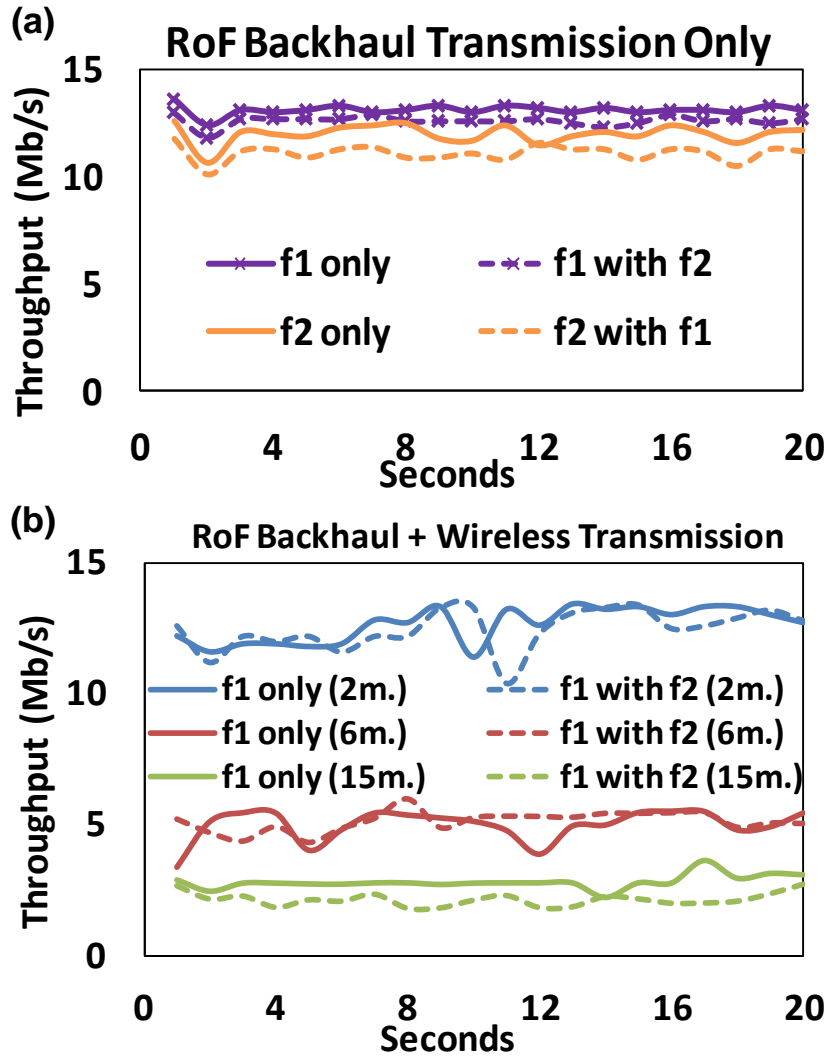 (a)
RoF Backhaul Transmission Only
Throughput (Mb/s)
15
10
5
0
f1 only
f1 with f2
f2 only
f2 with f1
0 4 8 12 16 20
Seconds
(b)
RoF Backhaul + Wireless Transmission
Throughput (Mb/s)
15
10
5
0
f1 only (2m.)
f1 with f2 (2m.)
f1 only (6m.)
f1 with f2 (6m.)
f1 only (15m.)
f1 with f2 (15m.)
0 4 8 12 16 20
Seconds